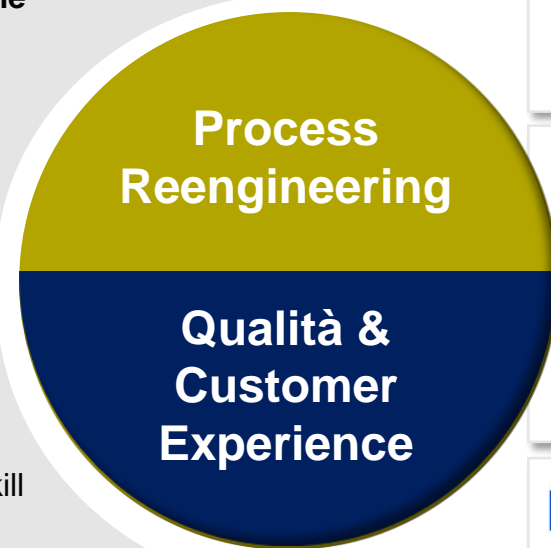 Process
Reengineering
Qualità &
Customer
Experience